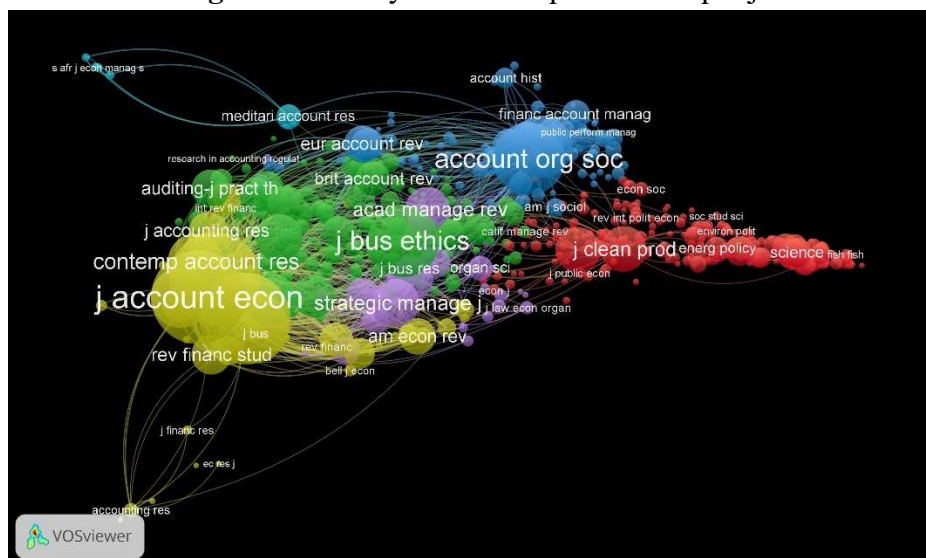 s afr j econ manag s
account hist
meditari account res
financ account manag
public perform manag
eur account rev
research in accounting regulat
account org soc
brit account rev
auditing-j pract th
econ soc
int rev financ
acad manage rev
am j sociol
rev int polit econ
soc stud sci
j accounting res
calif manage rev
environ polit
j bus ethics
j clean prod
energ policy
science
fish fish
contemp account res
j bus res
organ sci
j public econ
econ j
j account econ
strategic manage j
j law econ organ
j bus
am econ rev
rev financ
rev financ stud
bell j econ
j financ res
ec res j
accounting res
VOSviewer